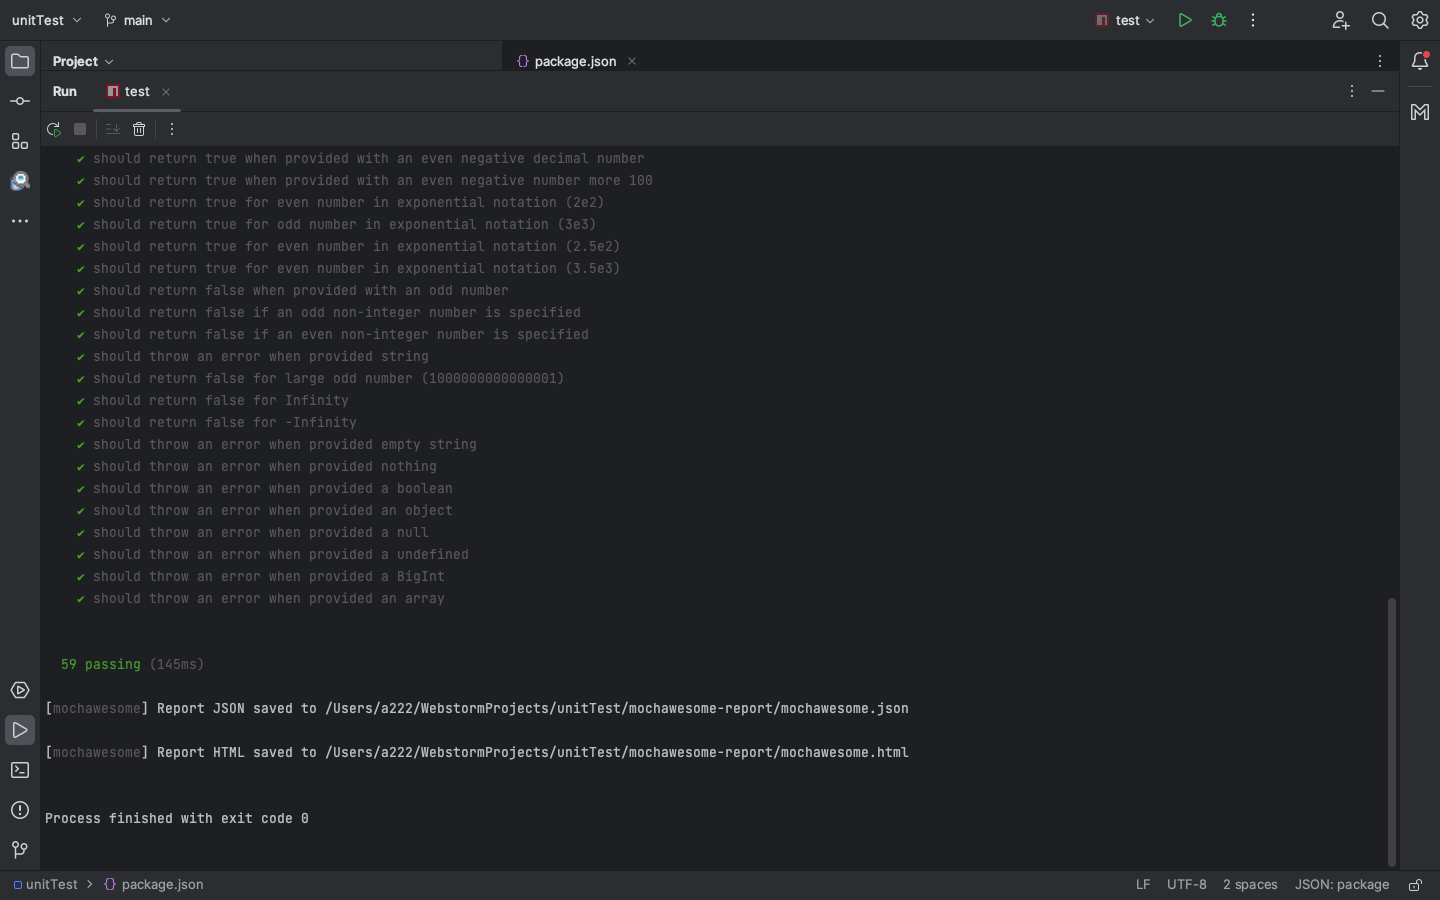 unitTest
main
test
Project
package.json
Run
test
✔ should return true when provided with an even negative decimal number
✔ should return true when provided with an even negative number more 100
✔ should return true for even number in exponential notation (2e2)
✔ should return true for odd number in exponential notation (3e3)
✔ should return true for even number in exponential notation (2.5e2)
✔ should return true for even number in exponential notation (3.5e3)
✔ should return false when provided with an odd number
✔ should return false if an odd non-integer number is specified
✔ should return false if an even non-integer number is specified
✔ should throw an error when provided string
✔ should return false for large odd number (1000000000000001)
✔ should return false for Infinity
✔ should return false for -Infinity
✔ should throw an error when provided empty string
✔ should throw an error when provided nothing
✔ should throw an error when provided a boolean
✔ should throw an error when provided an object
✔ should throw an error when provided a null
✔ should throw an error when provided a undefined
✔ should throw an error when provided a BigInt
✔ should throw an error when provided an array
59 passing (145ms)
[mochawesome] Report JSON saved to /Users/a222/WebstormProjects/unitTest/mochawesome-report/mochawesome.json
[mochawesome] Report HTML saved to /Users/a222/WebstormProjects/unitTest/mochawesome-report/mochawesome.html
Process finished with exit code 0
unitTest > package.json
LF UTF-8 2 spaces JSON: package